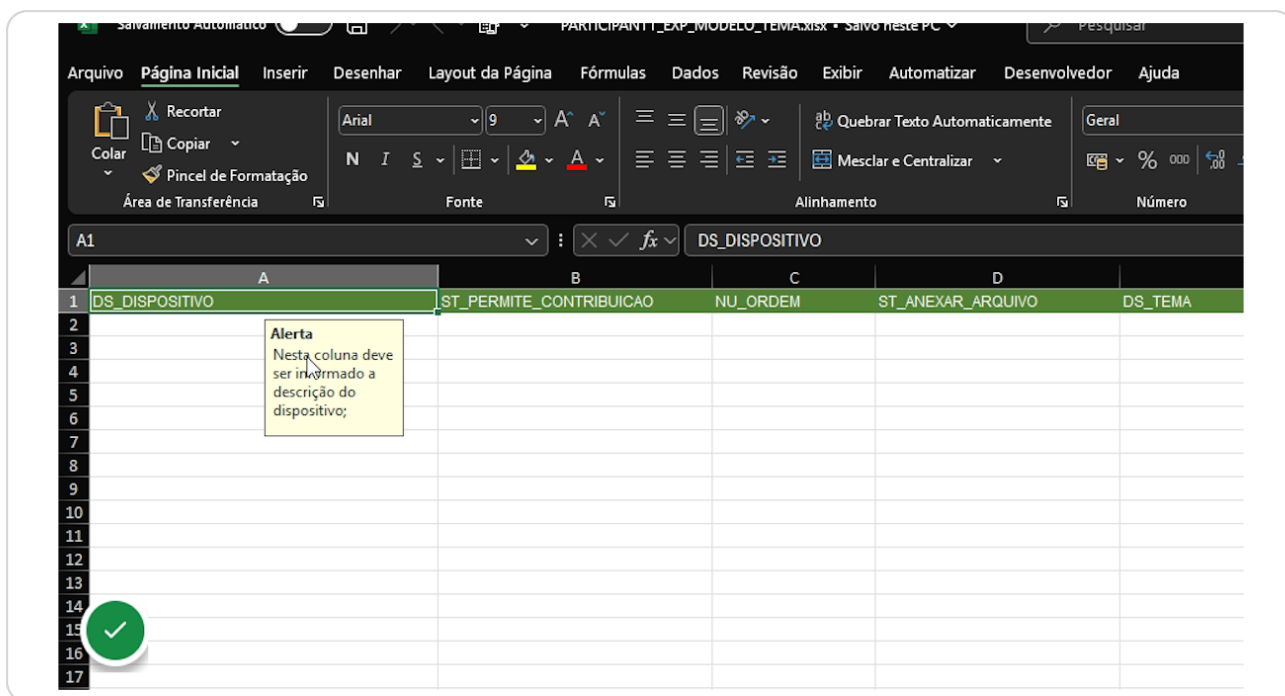 Salvamento Automático PARTICIPANTT_EXP_MODELO_TEMA.xlsx • Salvo neste PC Pesquisar
Arquivo Página Inicial Inserir Desenhar Layout da Página Fórmulas Dados Revisão Exibir Automatizar Desenvolvedor Ajuda
Recortar
Copiar
Colar
Pincel de Formatação
Área de Transferência
Arial 9 A^ A˅
N I S A
Fonte
ab Quebrar Texto Automaticamente
Mesclar e Centralizar
Alinhamento
Geral
% 000
Número
A1 fx DS_DISPOSITIVO
A B C D
1 DS_DISPOSITIVO ST_PERMITE_CONTRIBUICAO NU_ORDEM ST_ANEXAR_ARQUIVO DS_TEMA
2
3
4
5
6
7
8
9
10
11
12
13
14
15
16
17
Alerta
Nesta coluna deve
ser informado a
descrição do
dispositivo;